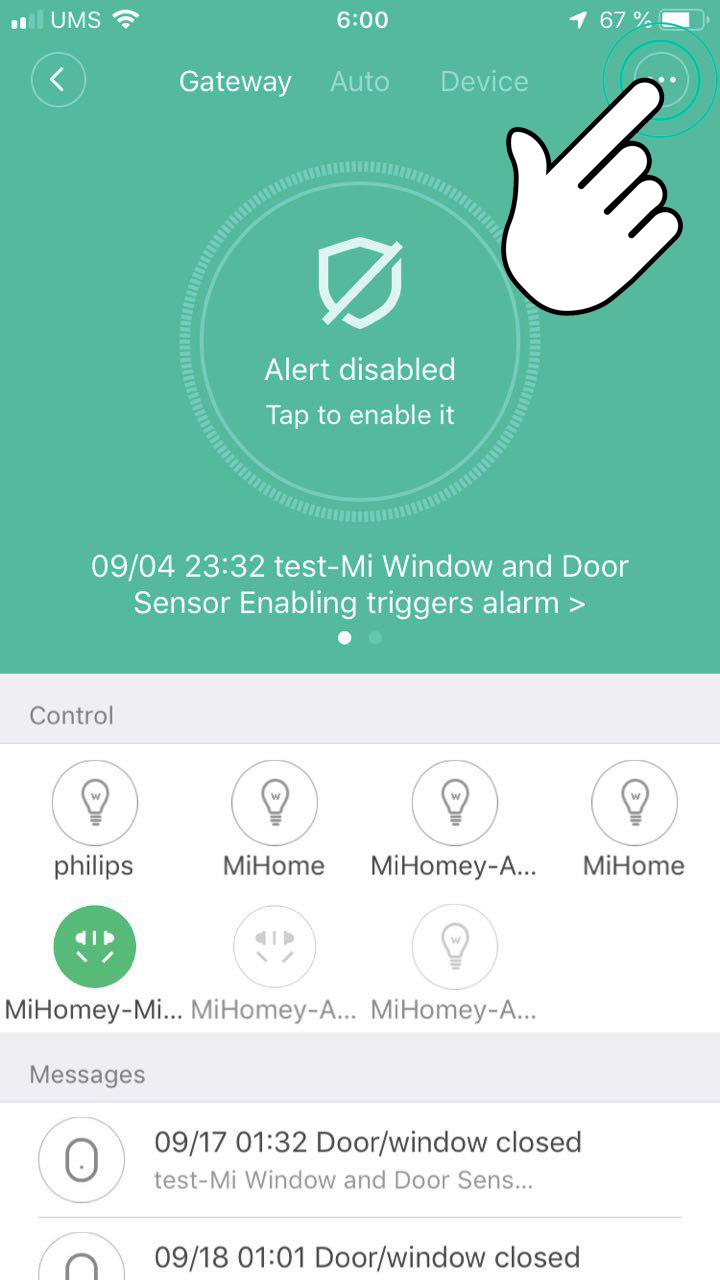 UMS 6:00 67 %
Gateway Auto Device
Alert disabled
Tap to enable it
09/04 23:32 test-Mi Window and Door
Sensor Enabling triggers alarm >
Control
philips MiHome MiHomey-A... MiHome
MiHomey-Mi... MiHomey-A... MiHomey-A...
Messages
09/17 01:32 Door/window closed
test-Mi Window and Door Sens...
09/18 01:01 Door/window closed